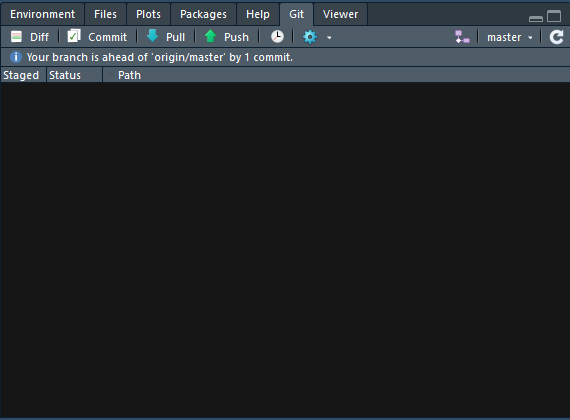 Environment Files Plots Packages Help Git Viewer
Diff Commit Pull Push master
Your branch is ahead of 'origin/master' by 1 commit.
Staged Status Path